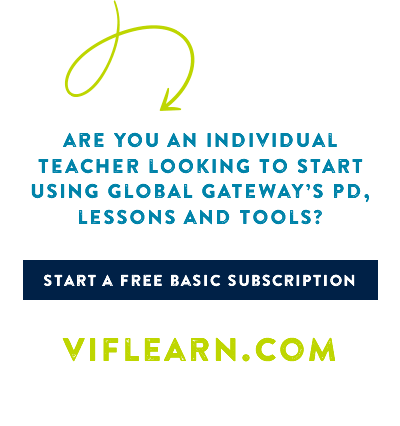 ARE YOU AN INDIVIDUAL
TEACHER LOOKING TO START
USING GLOBAL GATEWAY'S PD,
LESSONS AND TOOLS?
START A FREE BASIC SUBSCRIPTION
VIFLEARN.COM